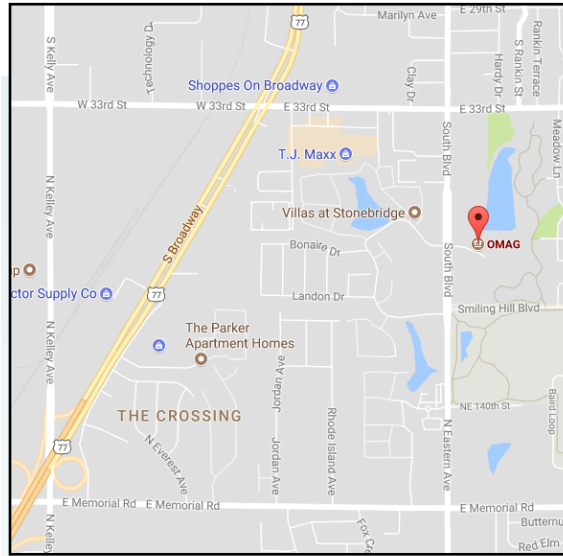 Marilyn Ave
E 29th St
S Kelly Ave
Technology Dr
77
Clay Dr
Hardy Dr
S Rankin St
Rankin Terrace
Shoppes On Broadway
W 33rd St
W 33rd St
E 33rd St
E 33rd St
N Kelley Ave
South Blvd
Meadow Ln
T.J. Maxx
S Broadway
Villas at Stonebridge
OMAG
Bonaire Dr
South Blvd
77
ctor Supply Co
Landon Dr
Smiling Hill Blvd
N Kelley Ave
The Parker
Apartment Homes
Jordan Ave
Jordan Ave
Rhode Island Ave
THE CROSSING
NE 140th St
Baird Loop
N Everest Ave
N Eastern Ave
77
E Memorial Rd
E Memorial Rd
E Memorial Rd
N Kelley
Butternu
Red Elm